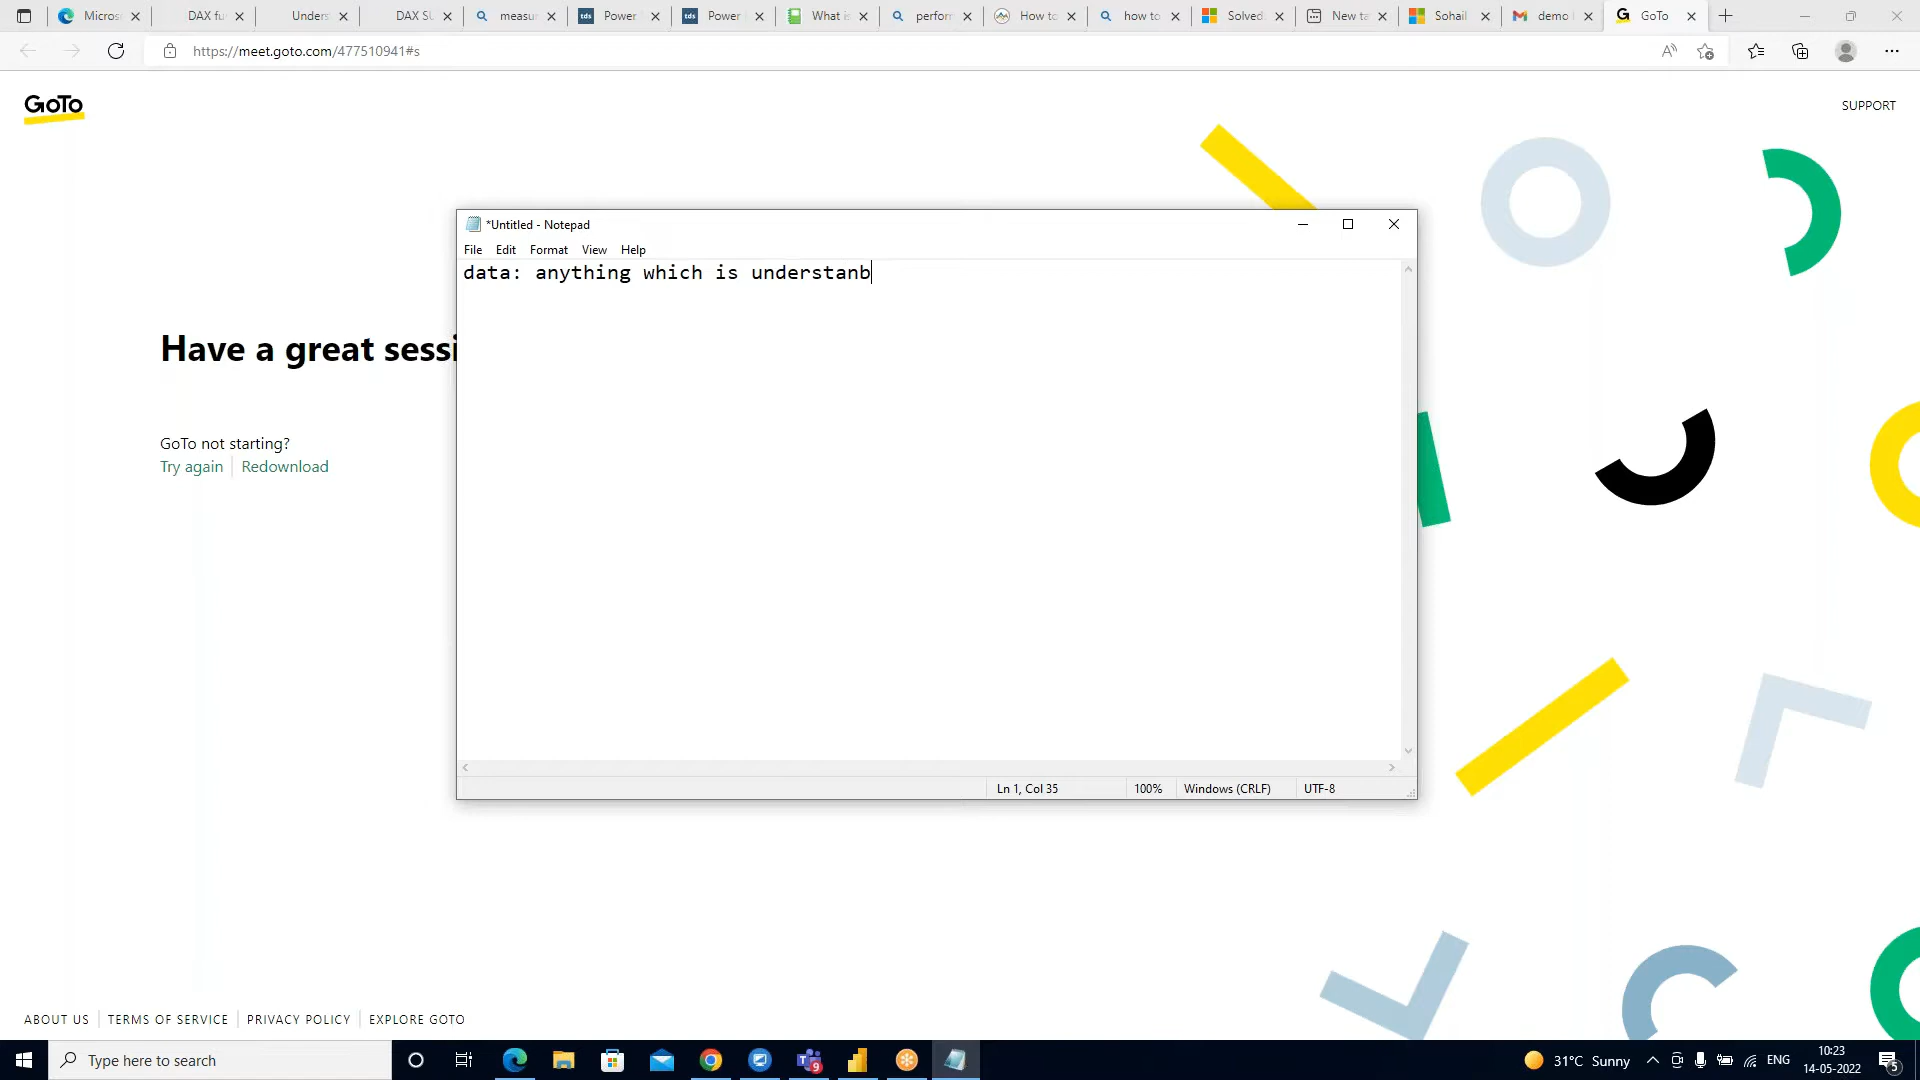 Micros
DAX fu
Unders
DAX SU
measur
Power
Power
What is
perform
How to
how to
Solved
New ta
Sohail
demo
GoTo
https://meet.goto.com/477510941#s
GoTo
SUPPORT
*Untitled - Notepad
File Edit Format View Help
data: anything which is understanb
Have a great sessi
GoTo not starting?
Try again Redownload
Ln 1, Col 35 100% Windows (CRLF) UTF-8
ABOUT US TERMS OF SERVICE PRIVACY POLICY EXPLORE GOTO
Type here to search
9
31°C Sunny
ENG
10:23
14-05-2022
5